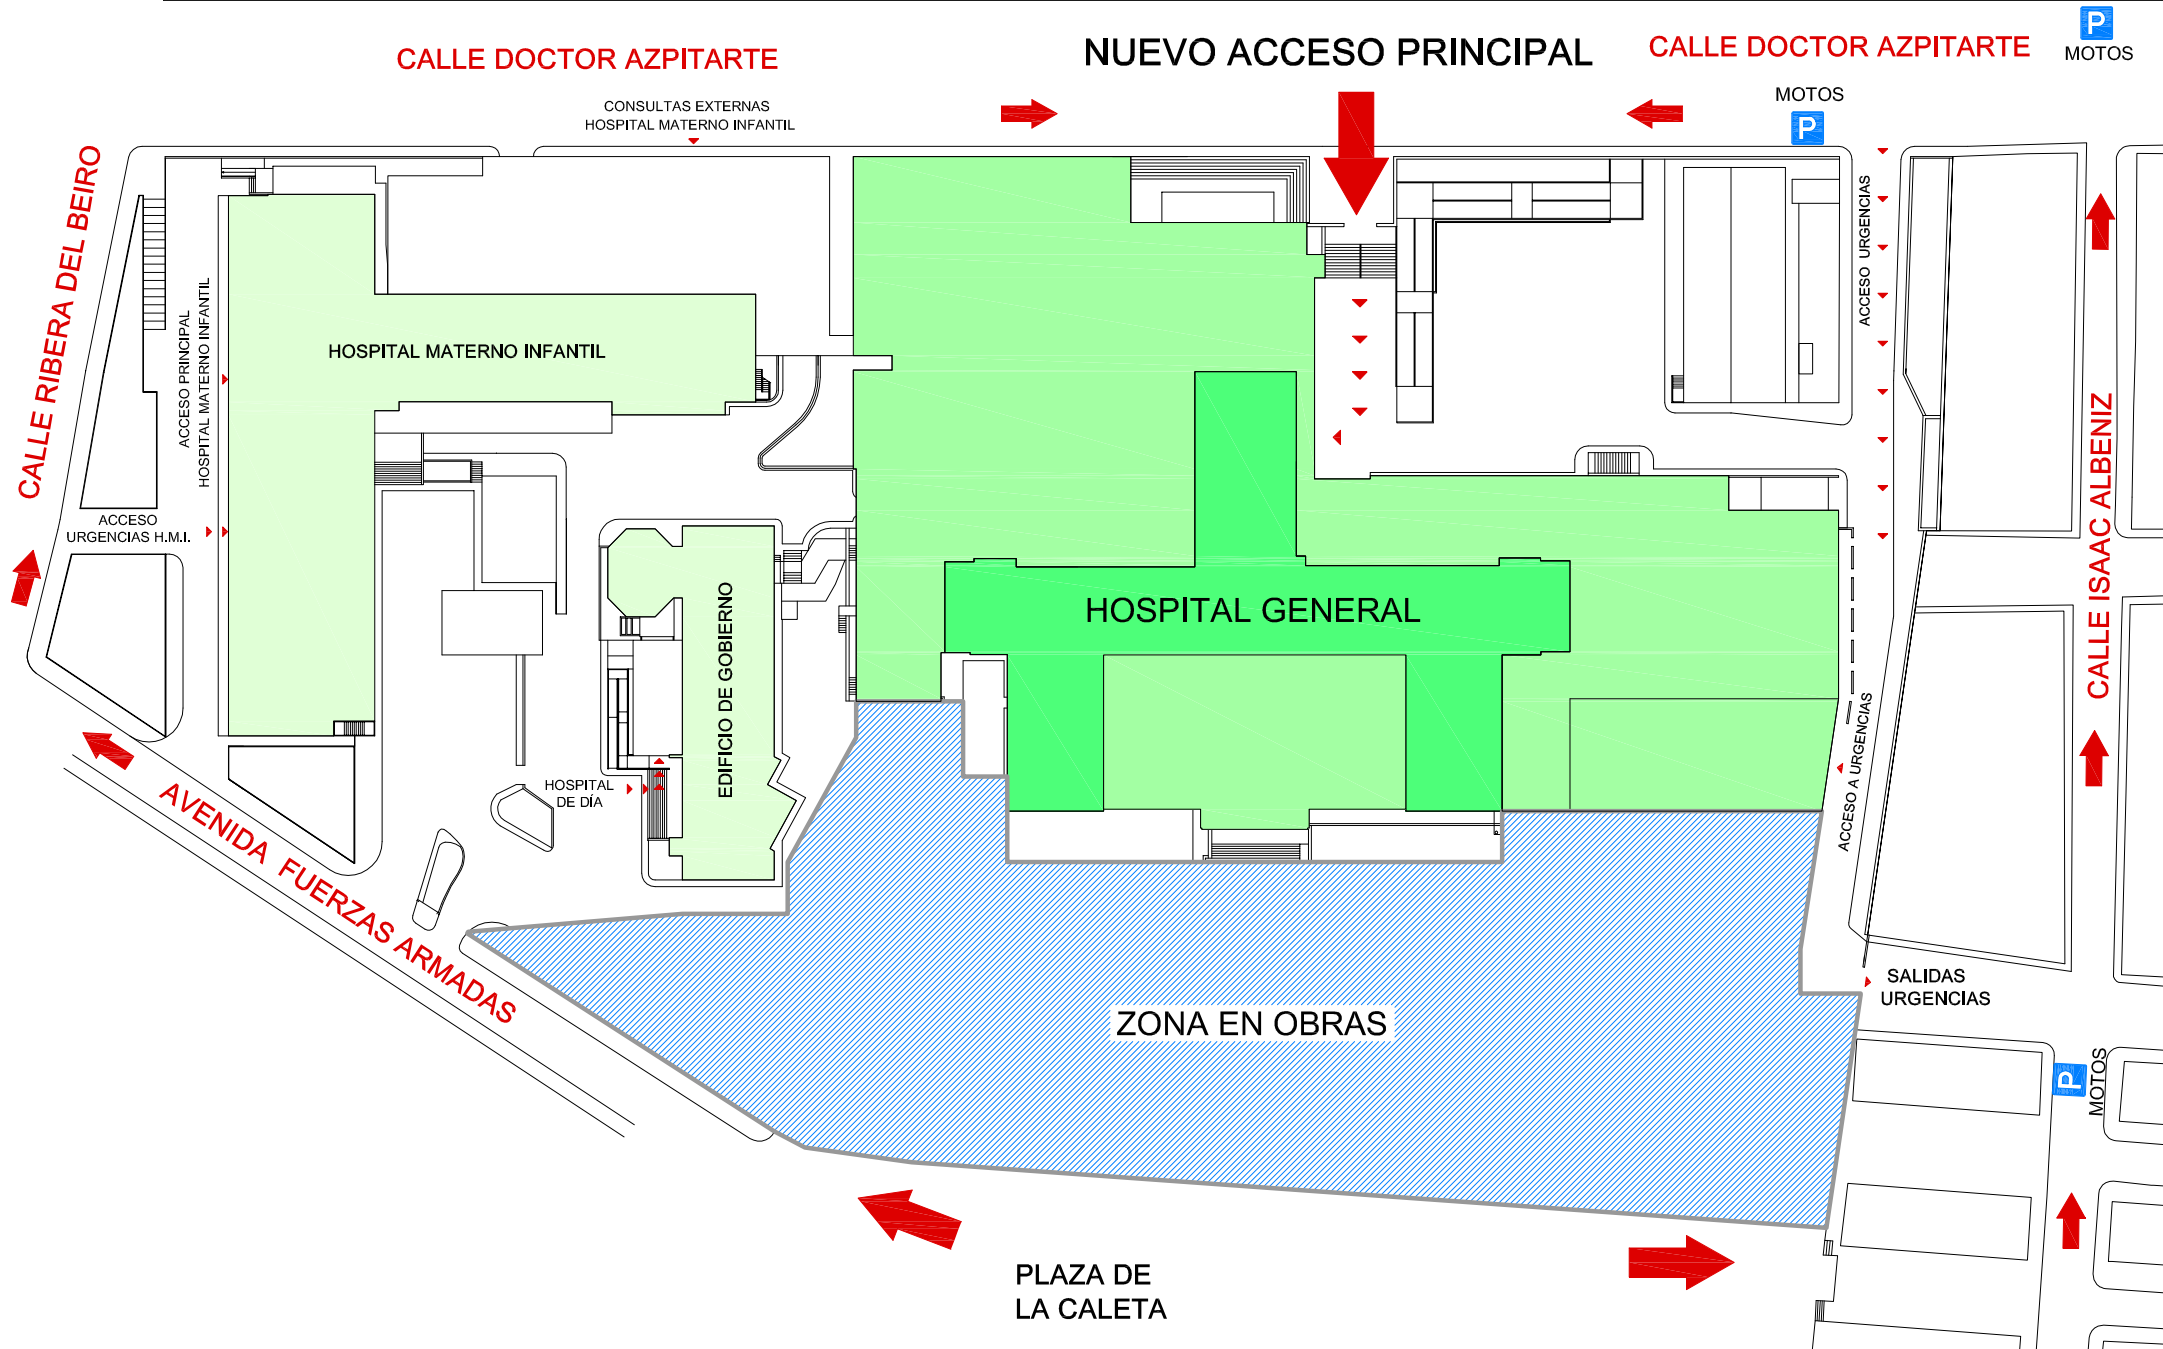 CALLE DOCTOR AZPITARTE
NUEVO ACCESO PRINCIPAL
CALLE DOCTOR AZPITARTE
P
MOTOS
CONSULTAS EXTERNAS
HOSPITAL MATERNO INFANTIL
MOTOS
P
CALLE RIBERA DEL BEIRO
ACCESO PRINCIPAL
HOSPITAL MATERNO INFANTIL
HOSPITAL MATERNO INFANTIL
ACCESO URGENCIAS
CALLE ISAAC ALBENIZ
ACCESO
URGENCIAS H.M.I.
EDIFICIO DE GOBIERNO
HOSPITAL GENERAL
HOSPITAL
DE DÍA
ACCESO A URGENCIAS
AVENIDA FUERZAS ARMADAS
SALIDAS
URGENCIAS
ZONA EN OBRAS
P
MOTOS
PLAZA DE
LA CALETA